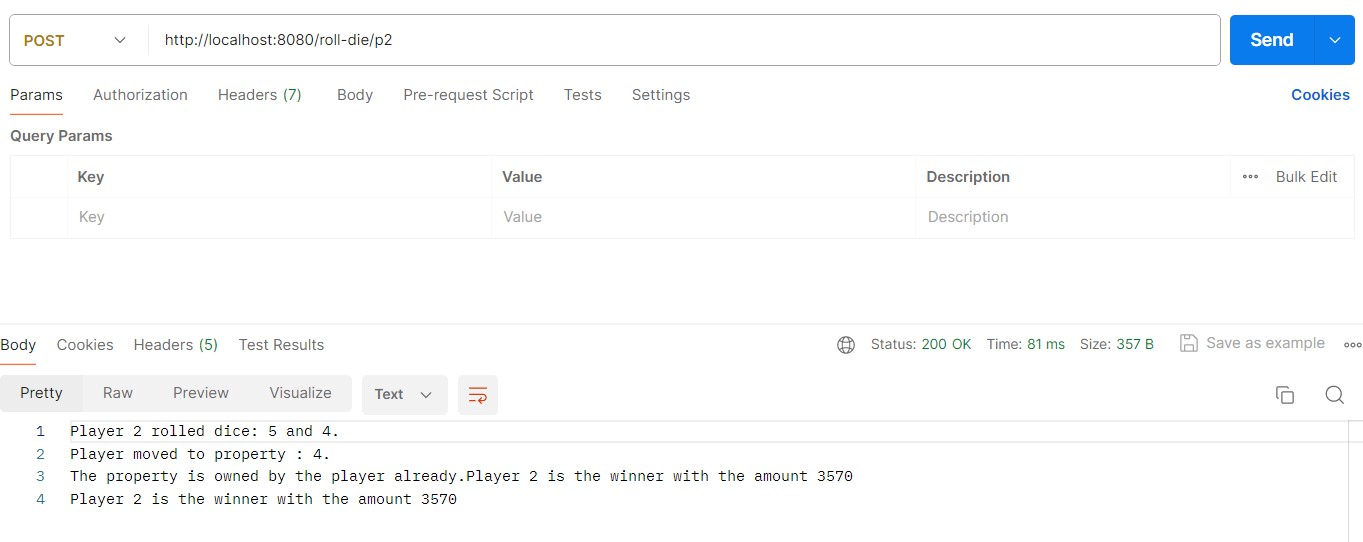 POST http://localhost:8080/roll-die/p2 Send
Params Authorization Headers (7) Body Pre-request Script Tests Settings Cookies
Query Params
Key Value Description Bulk Edit
Key Value Description
Body Cookies Headers (5) Test Results Status: 200 OK Time: 81 ms Size: 357 B Save as example
Pretty Raw Preview Visualize Text
1 Player 2 rolled dice: 5 and 4.
2 Player moved to property : 4.
3 The property is owned by the player already.Player 2 is the winner with the amount 3570
4 Player 2 is the winner with the amount 3570